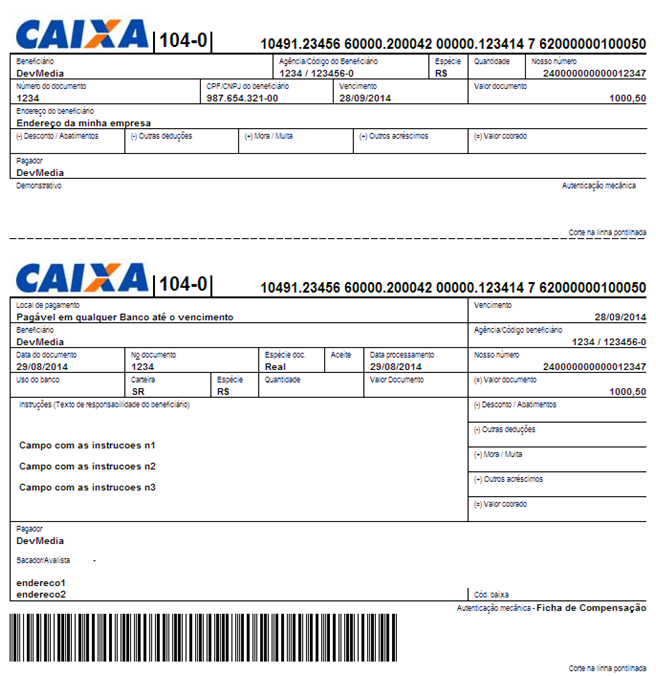 CAIXA |104-0| 10491.23456 60000.200042 00000.123414 7 62000000100050
Beneficiário Agência/Código do Beneficiário Espécie Quantidade Nosso número
DevMedia 1234 / 123456-0 R$ 240000000000012347
Número do documento CPF/CNPJ do beneficiário Vencimento Valor documento
1234 987.654.321-00 28/09/2014 1000,50
Endereço do beneficiário
Endereço da minha empresa
(-) Desconto / Abatimentos (-) Outras deduções (+) Mora / Multa (+) Outros acréscimos (=) Valor cobrado
Pagador
DevMedia
Demonstrativo Autenticação mecânica
Corte na linha pontilhada
CAIXA |104-0| 10491.23456 60000.200042 00000.123414 7 62000000100050
Local de pagamento Vencimento
Pagável em qualquer Banco até o vencimento 28/09/2014
Beneficiário Agência/Código beneficiário
DevMedia 1234 / 123456-0
Data do documento Ng documento Espécie doc. Aceite Data processamento Nosso número
29/08/2014 1234 Real 29/08/2014 240000000000012347
Uso do banco Carteira Espécie Quantidade Valor Documento (=) Valor documento
SR R$ 1000,50
Instruções (Texto de responsabilidade do beneficiário) (-) Desconto / Abatimentos
(-) Outras deduções
Campo com as instrucoes n1
(+) Mora / Multa
Campo com as instrucoes n2
(+) Outros acréscimos
Campo com as instrucoes n3
(=) Valor cobrado
Pagador
DevMedia
Sacador/Avalista -
endereco1
endereco2 Cód. baixa
Autenticação mecânica - Ficha de Compensação
Corte na linha pontilhada